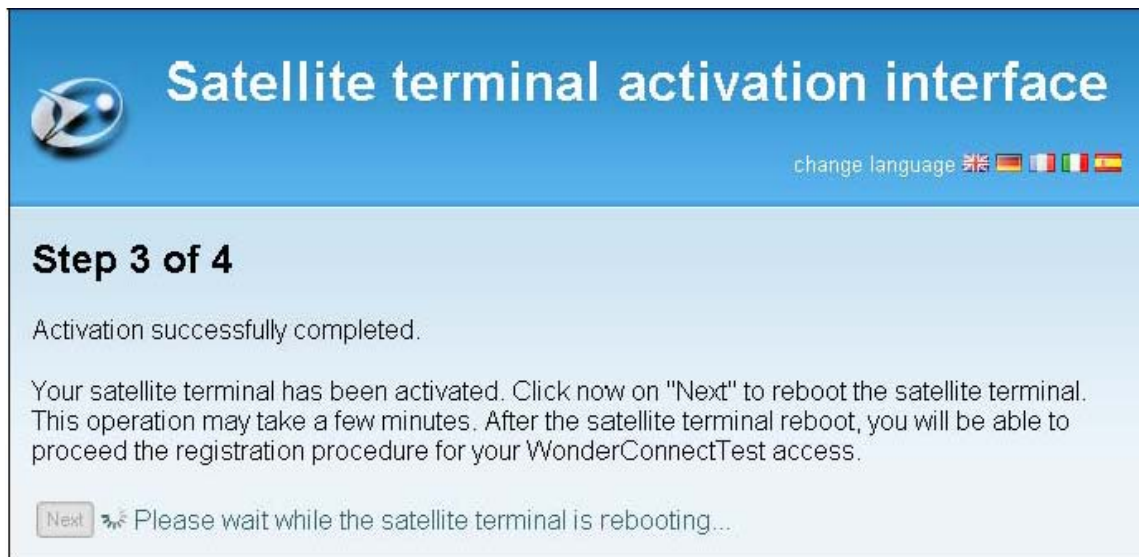 Satellite terminal activation interface
change language
Step 3 of 4
Activation successfully completed.
Your satellite terminal has been activated. Click now on "Next" to reboot the satellite terminal.
This operation may take a few minutes. After the satellite terminal reboot, you will be able to
proceed the registration procedure for your WonderConnectTest access.
Next Please wait while the satellite terminal is rebooting...